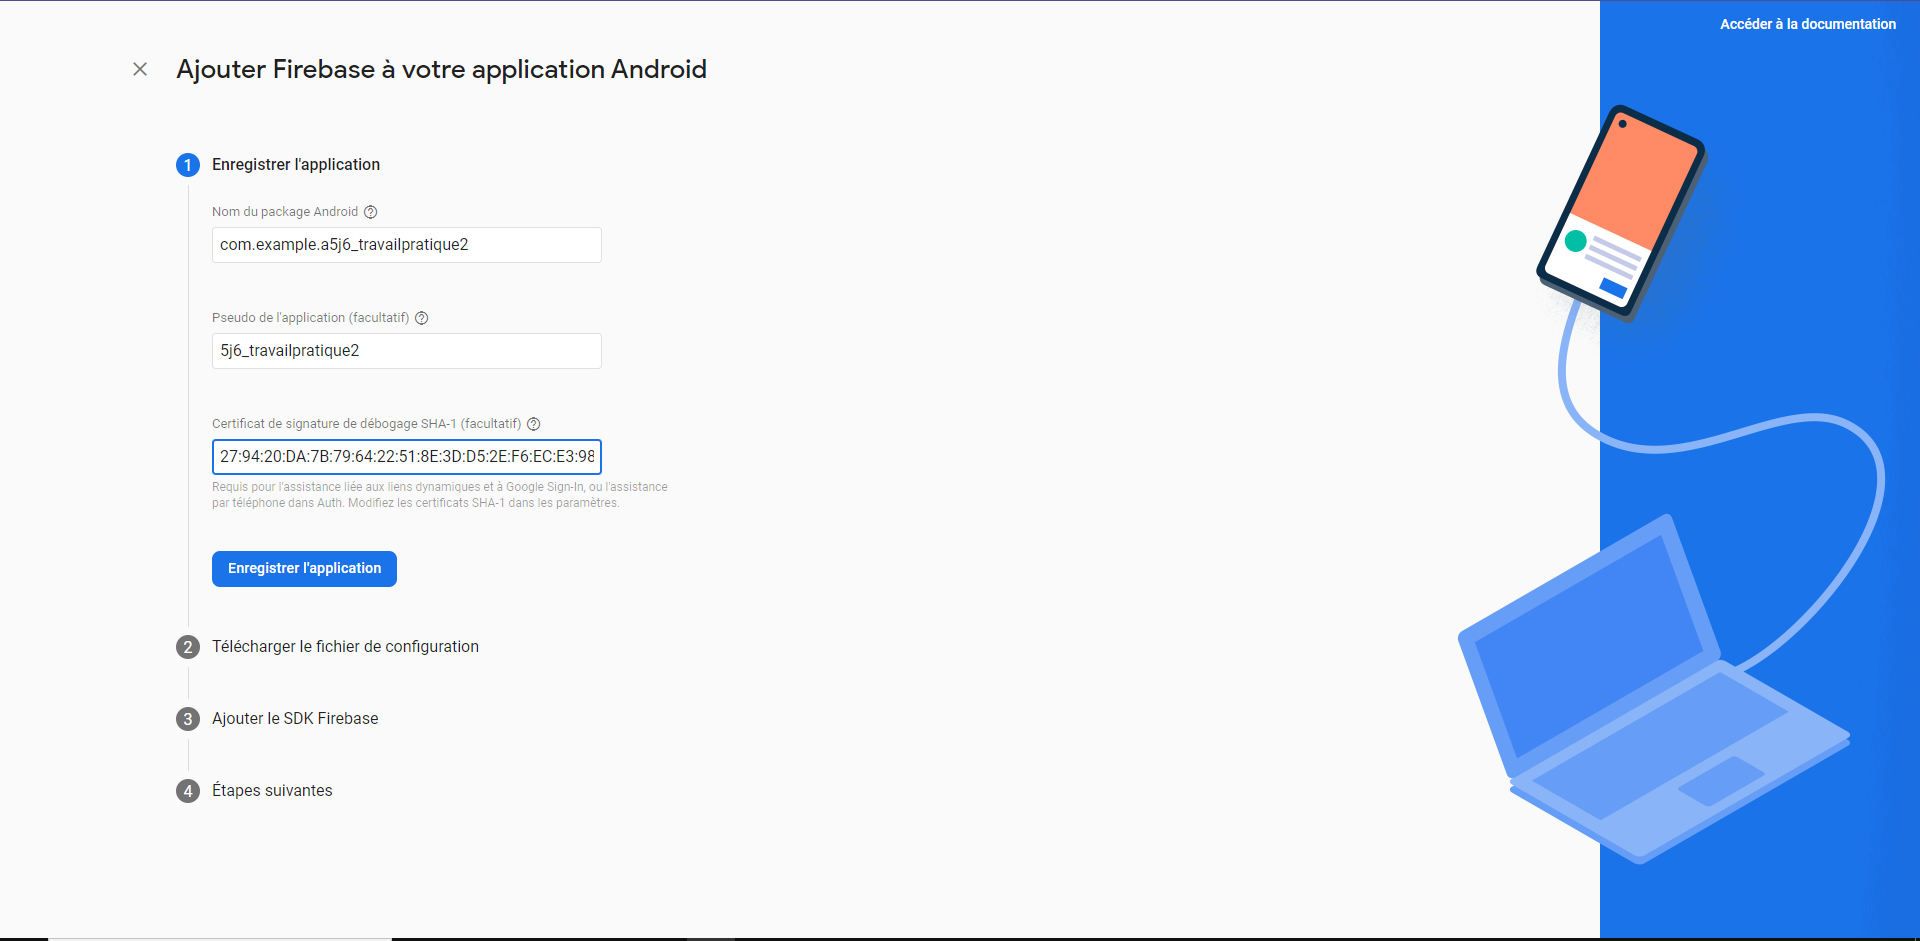 Accéder à la documentation
Ajouter Firebase à votre application Android
1 Enregistrer l'application
Nom du package Android ?
com.example.a5j6_travailpratique2
Pseudo de l'application (facultatif) ?
5j6_travailpratique2
Certificat de signature de débogage SHA-1 (facultatif) ?
27:94:20:DA:7B:79:64:22:51:8E:3D:D5:2E:F6:EC:E3:98
Requis pour l'assistance liée aux liens dynamiques et à Google Sign-In, ou l'assistance
par téléphone dans Auth. Modifiez les certificats SHA-1 dans les paramètres.
Enregistrer l'application
2 Télécharger le fichier de configuration
3 Ajouter le SDK Firebase
4 Étapes suivantes